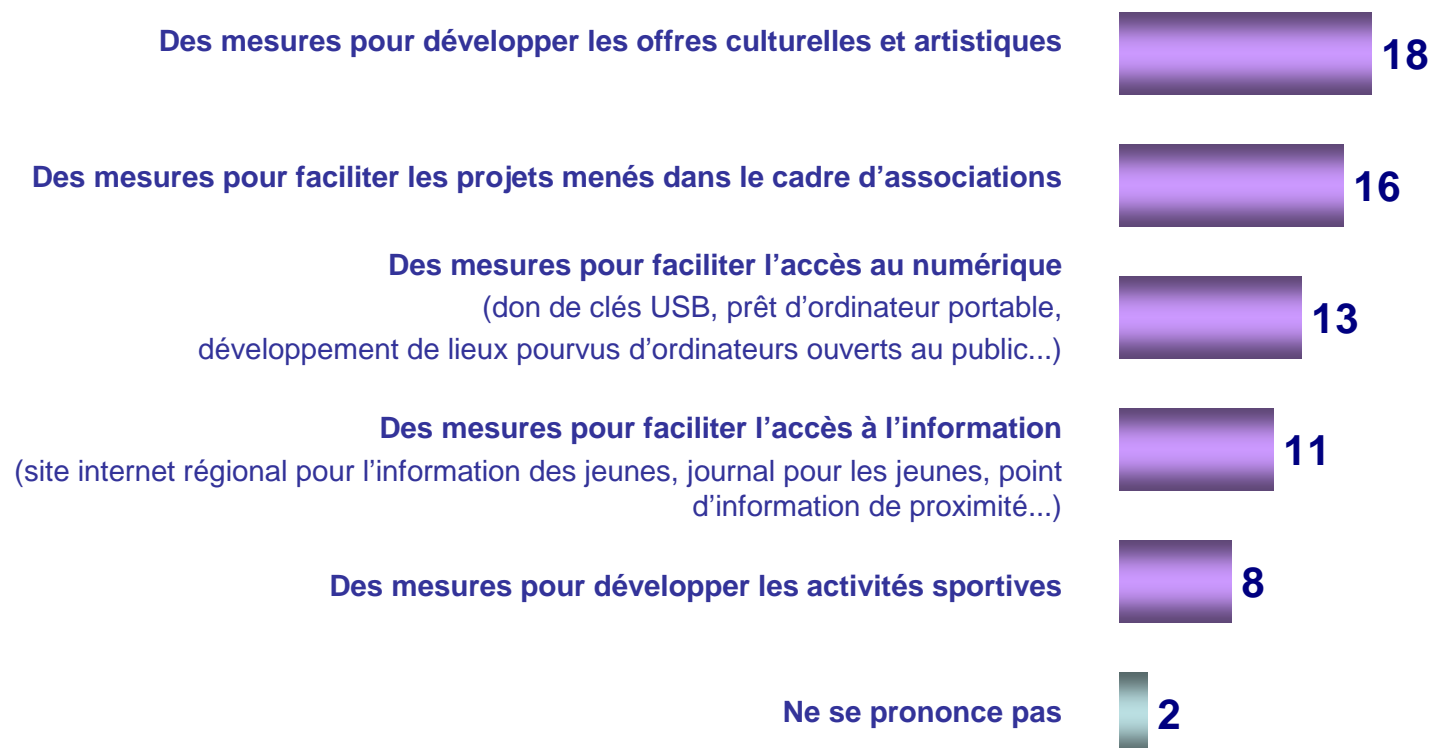 Des mesures pour développer les offres culturelles et artistiques
18
Des mesures pour faciliter les projets menés dans le cadre d’associations
16
Des mesures pour faciliter l’accès au numérique
(don de clés USB, prêt d’ordinateur portable,
développement de lieux pourvus d’ordinateurs ouverts au public...)
13
Des mesures pour faciliter l’accès à l’information
(site internet régional pour l’information des jeunes, journal pour les jeunes, point
d’information de proximité...)
11
Des mesures pour développer les activités sportives
8
Ne se prononce pas
2